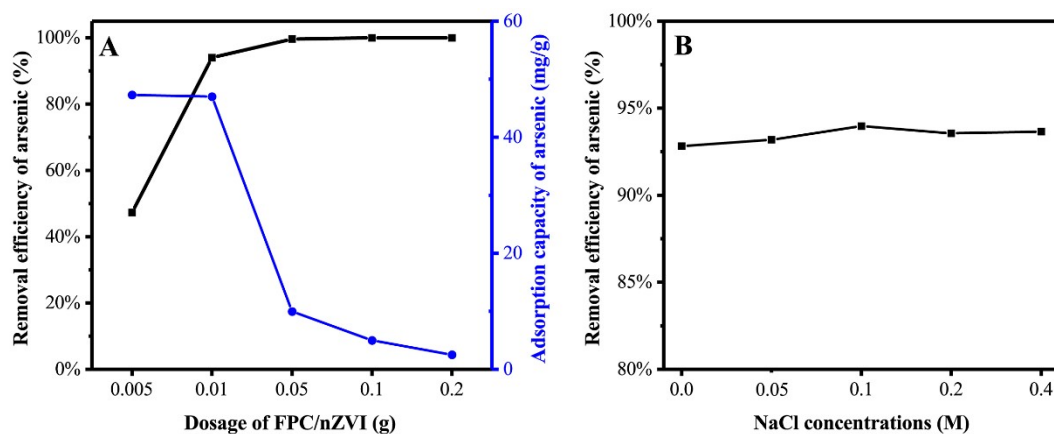 A
Removal efficiency of arsenic (%)
100%
80%
60%
40%
20%
0%
0.005 0.01 0.05 0.1 0.2
Dosage of FPC/nZVI (g)
60
40
20
0
Adsorption capacity of arsenic (mg/g)
B
Removal efficiency of arsenic (%)
100%
95%
90%
85%
80%
0.0 0.05 0.1 0.2 0.4
NaCl concentrations (M)